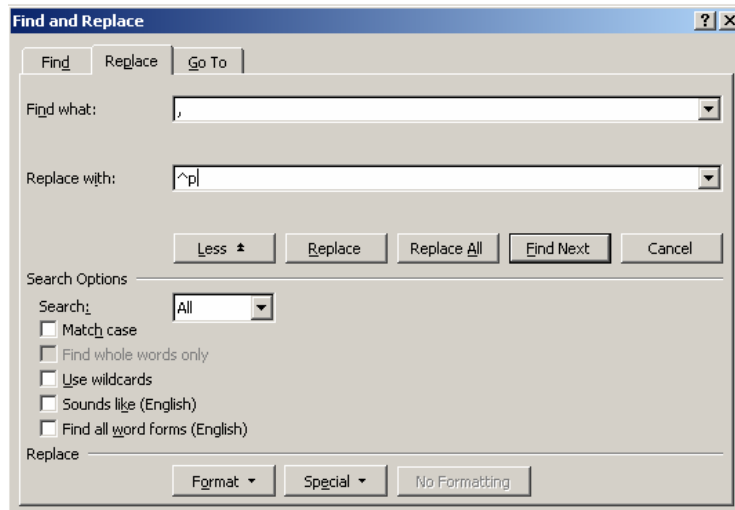 Find and Replace
Find Replace Go To
Find what: ,
Replace with: ^p
Less Replace Replace All Find Next Cancel
Search Options
Search: All
Match case
Find whole words only
Use wildcards
Sounds like (English)
Find all word forms (English)
Replace
Format Special No Formatting